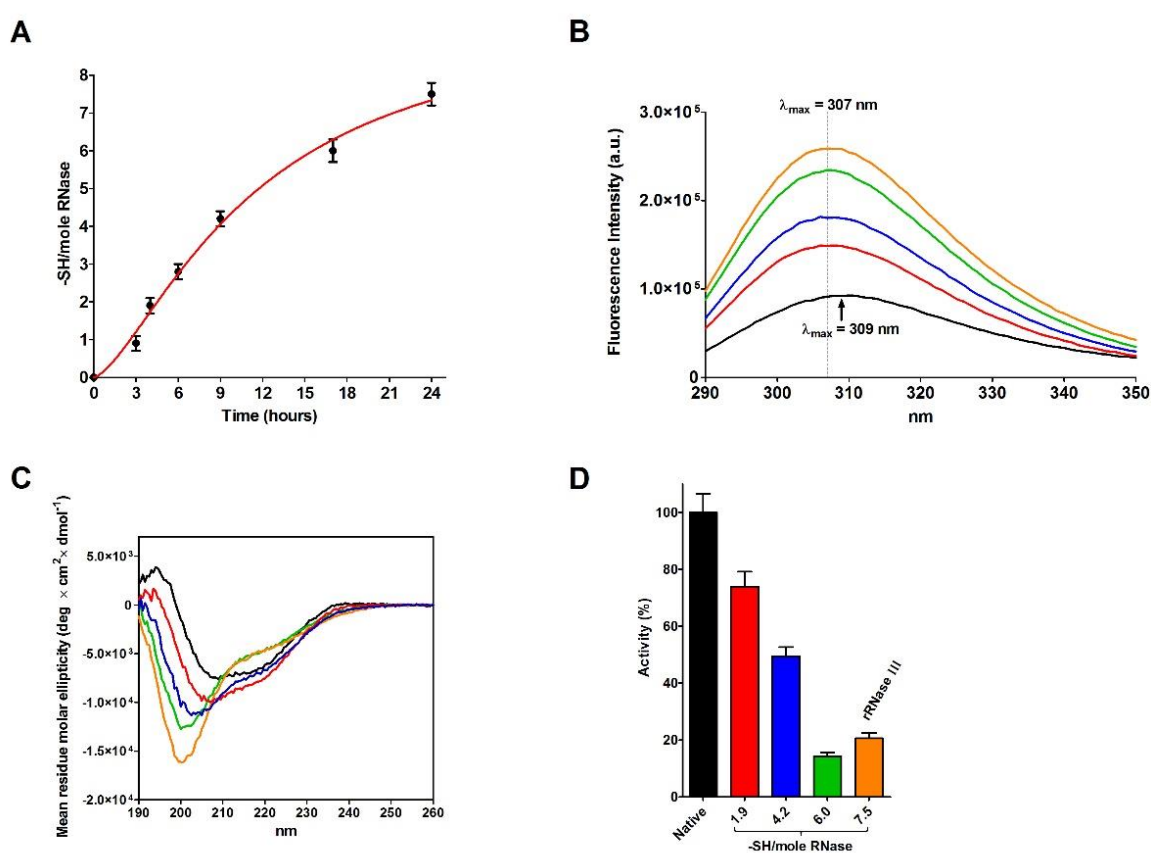 A
-SH/mole RNase
8
7
6
5
4
3
2
1
0
0 3 6 9 12 15 18 21 24
Time (hours)
B
Fluorescence Intensity (a.u.)
λmax = 307 nm
3.0×10⁵
2.0×10⁵
1.0×10⁵
0
λmax = 309 nm
290 300 310 320 330 340 350
nm
C
Mean residue molar ellipticity (deg × cm²× dmol⁻¹)
5.0×10³
0
-5.0×10³
-1.0×10⁴
-1.5×10⁴
-2.0×10⁴
190 200 210 220 230 240 250 260
nm
D
Activity (%)
100
80
60
40
20
0
rRNase
Native 1.9 4.2 6.0 7.5
-SH/mole RNase